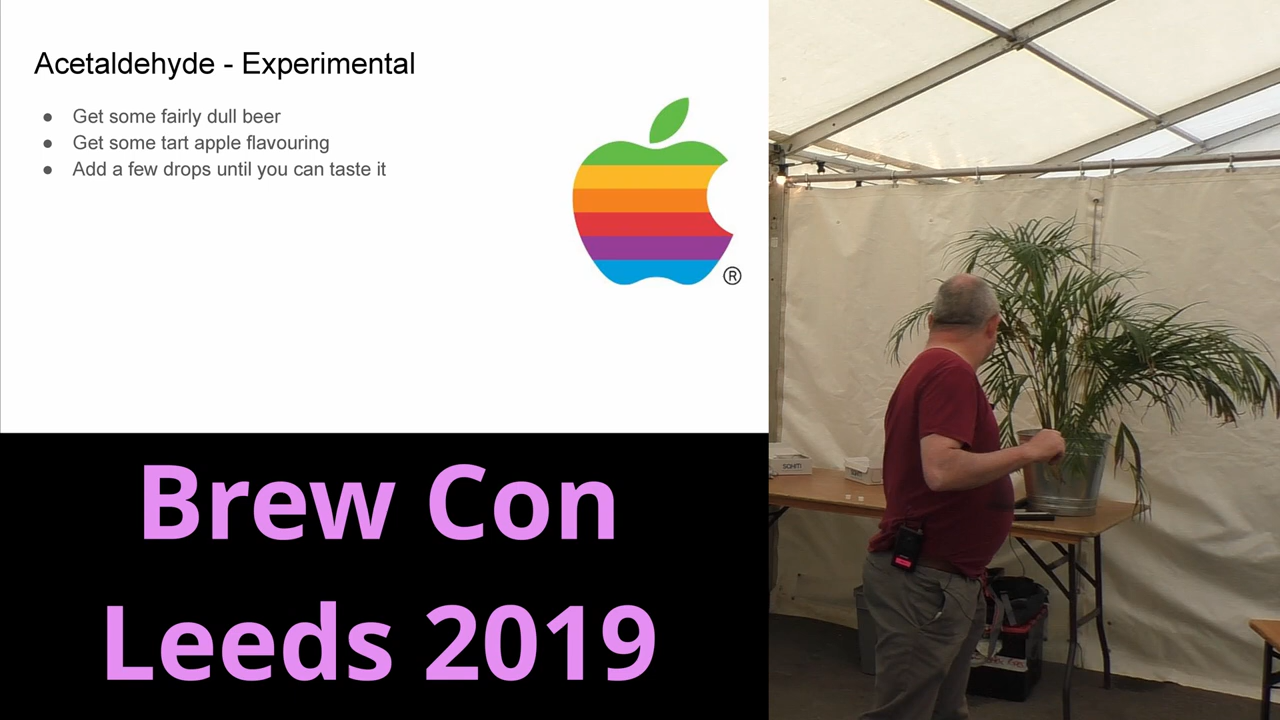 Acetaldehyde - Experimental
● Get some fairly dull beer
● Get some tart apple flavouring
● Add a few drops until you can taste it
®
Brew Con
Leeds 2019